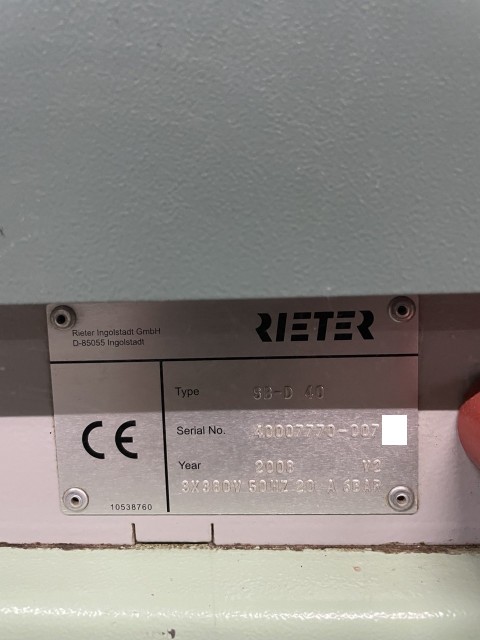 Rieter Ingolstadt GmbH
D-85055 Ingolstadt
RIETER
Type SB-D 40
Serial No. 40007770-007
Year 2008 V2
3X380V 50HZ 20 A 6BAR
CE
10538760